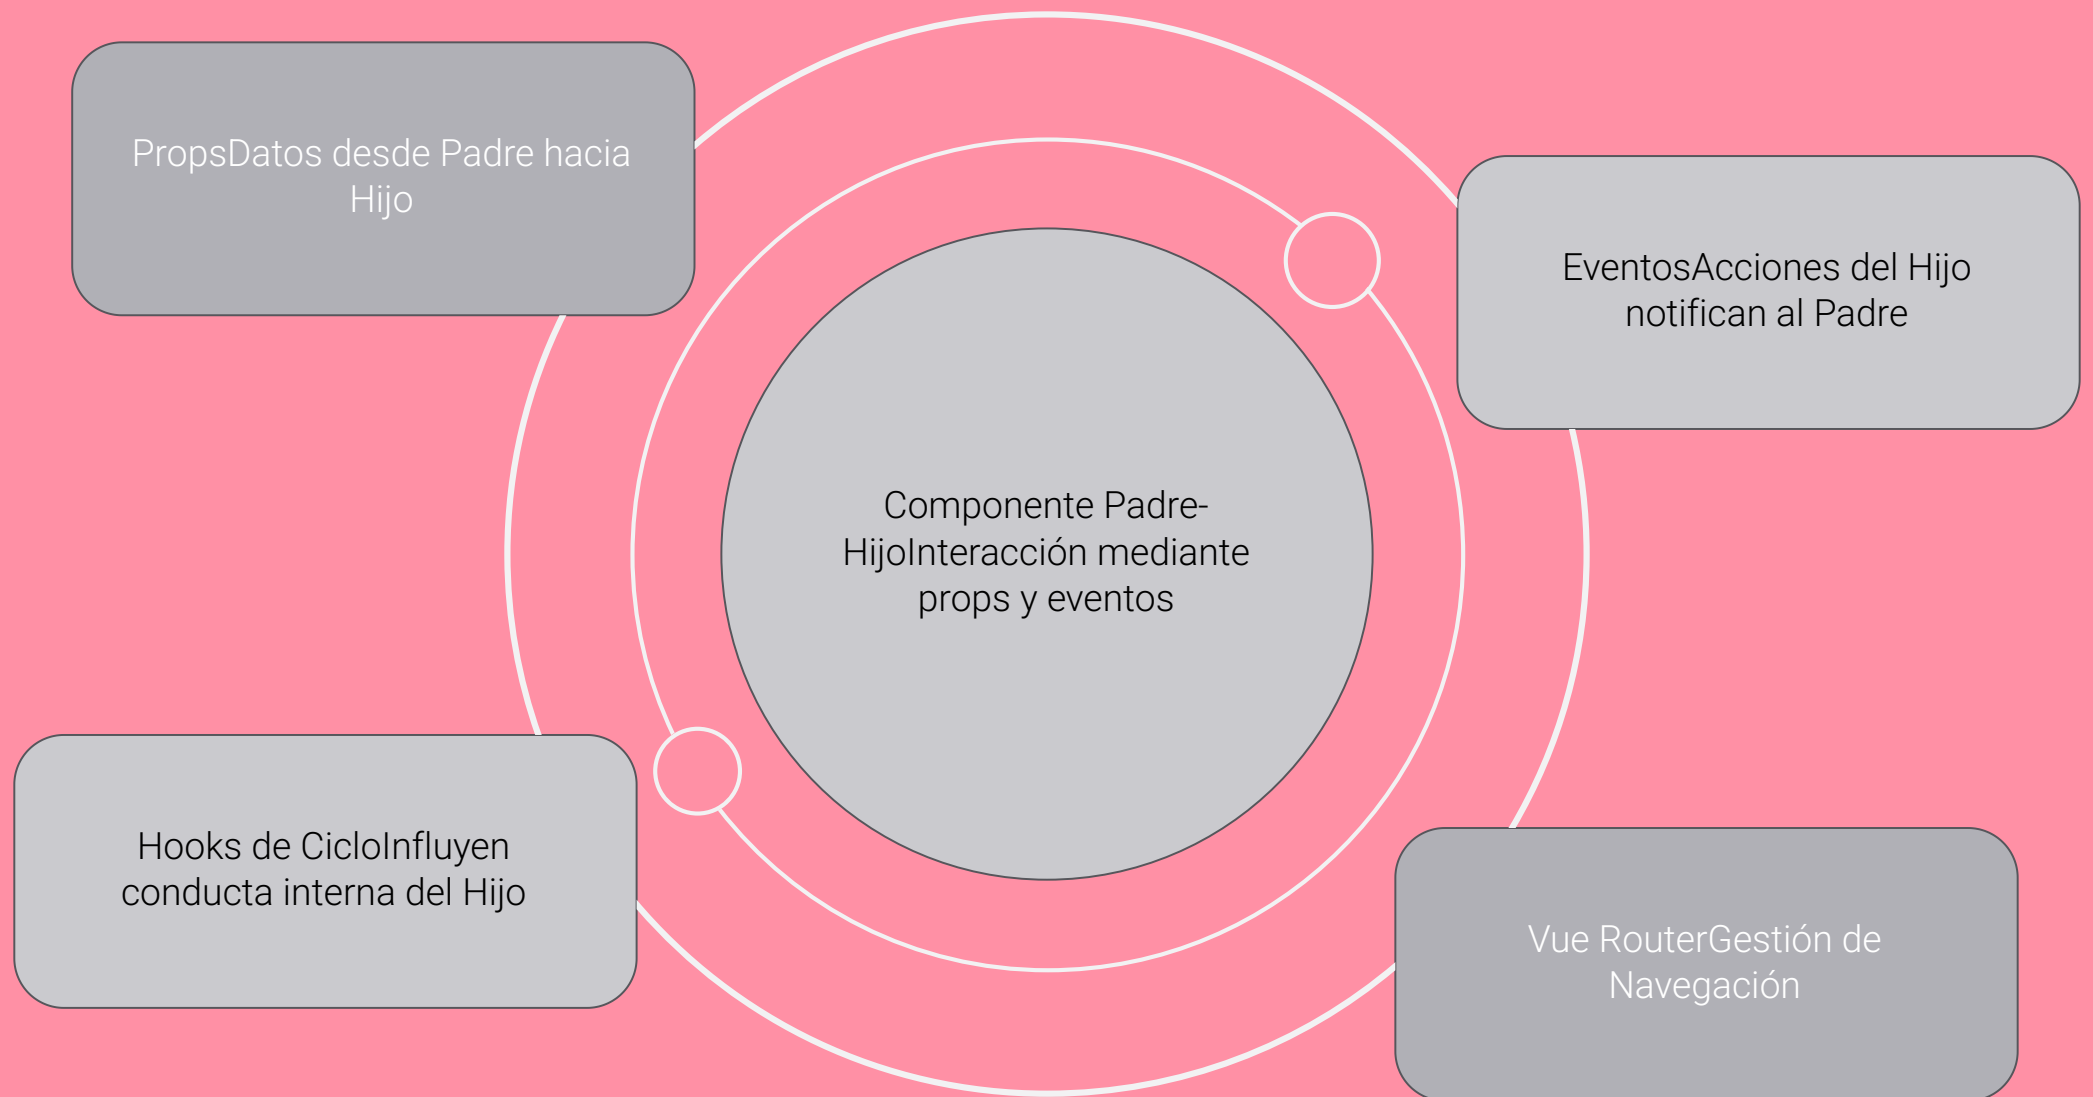 PropsDatos desde Padre hacia
Hijo
EventosAcciones del Hijo
notifican al Padre
Componente Padre-
HijoInteracción mediante
props y eventos
Hooks de CicloInfluyen
conducta interna del Hijo
Vue RouterGestión de
Navegación